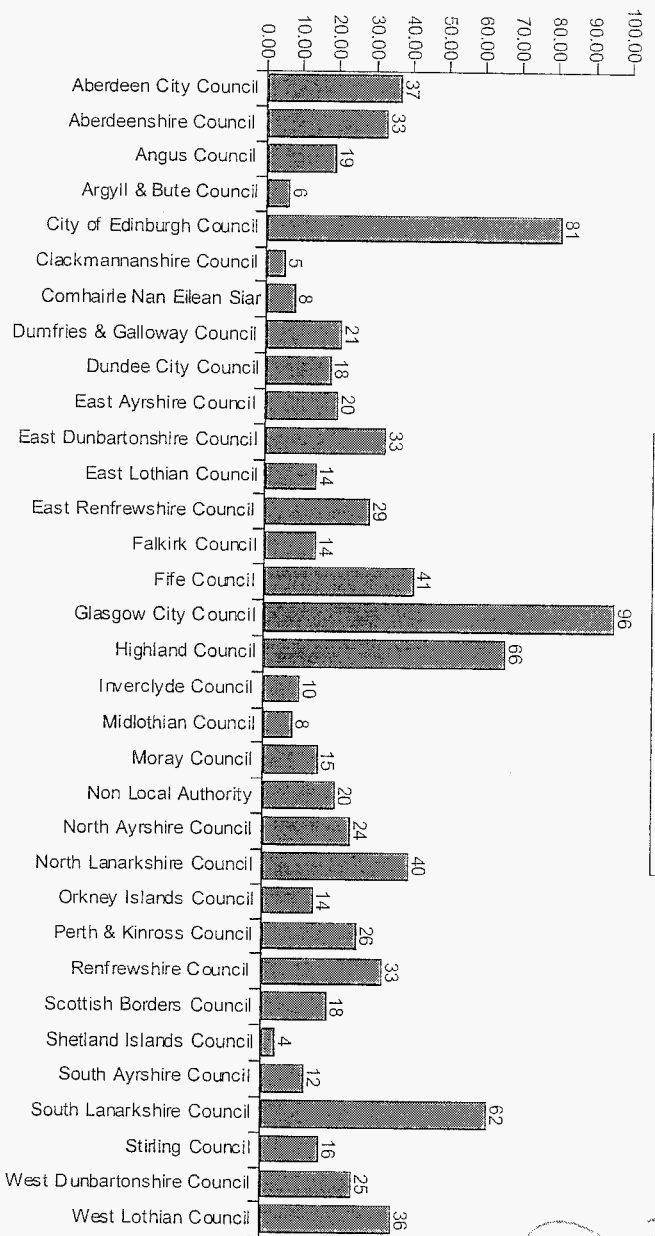 100.00
90.00
80.00
70.00
60.00
50.00
40.00
30.00
20.00
10.00
0.00
Aberdeen City Council 37
Aberdeenshire Council 33
Angus Council 19
Argyll & Bute Council 6
City of Edinburgh Council 81
Clackmannanshire Council 5
Comhairle Nan Eilean Siar 8
Dumfries & Galloway Council 21
Dundee City Council 18
East Ayrshire Council 20
East Dunbartonshire Council 33
East Lothian Council 14
East Renfrewshire Council 29
Falkirk Council 14
Fife Council 41
Glasgow City Council 96
Highland Council 66
Inverclyde Council 10
Midlothian Council 8
Moray Council 15
Non Local Authority 20
North Ayrshire Council 24
North Lanarkshire Council 40
Orkney Islands Council 14
Perth & Kinross Council 26
Renfrewshire Council 33
Scottish Borders Council 18
Shetland Islands Council 4
South Ayrshire Council 12
South Lanarkshire Council 62
Stirling Council 16
West Dunbartonshire Council 25
West Lothian Council 36